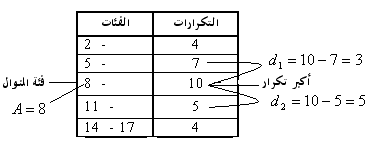 الفئات التكرارات
2 - 4
5 - 7
d₁ = 10 − 7 = 3
فئة المنوال 8 - 10 أكبر تكرار
A = 8
d₂ = 10 − 5 = 5
11 - 5
14 - 17 4